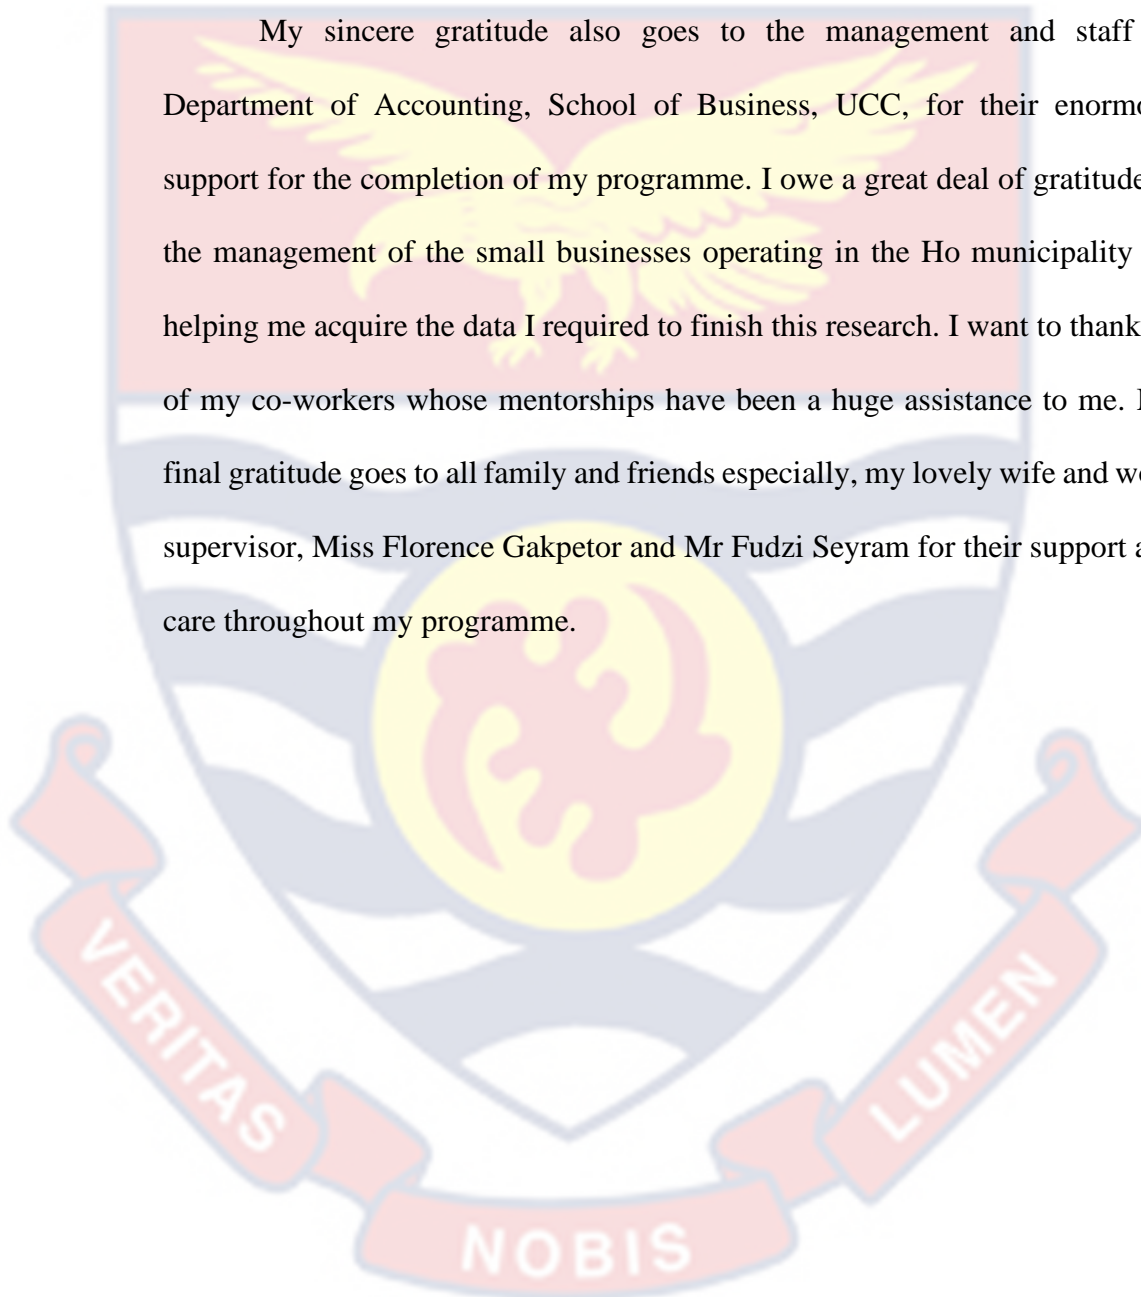 My sincere gratitude also goes to the management and staff
Department of Accounting, School of Business, UCC, for their
support for the completion of my programme. I owe a great deal of gratitude
the management of the small businesses operating in the Ho municipality
helping me acquire the data I required to finish this research. I want to thank
of my co-workers whose mentorships have been a huge assistance to me.
final gratitude goes to all family and friends especially, my lovely wife and
supervisor, Miss Florence Gakpetor and Mr Fudzi Seyram for their support
care throughout my programme.
VERITAS
NOBIS
LUMEN